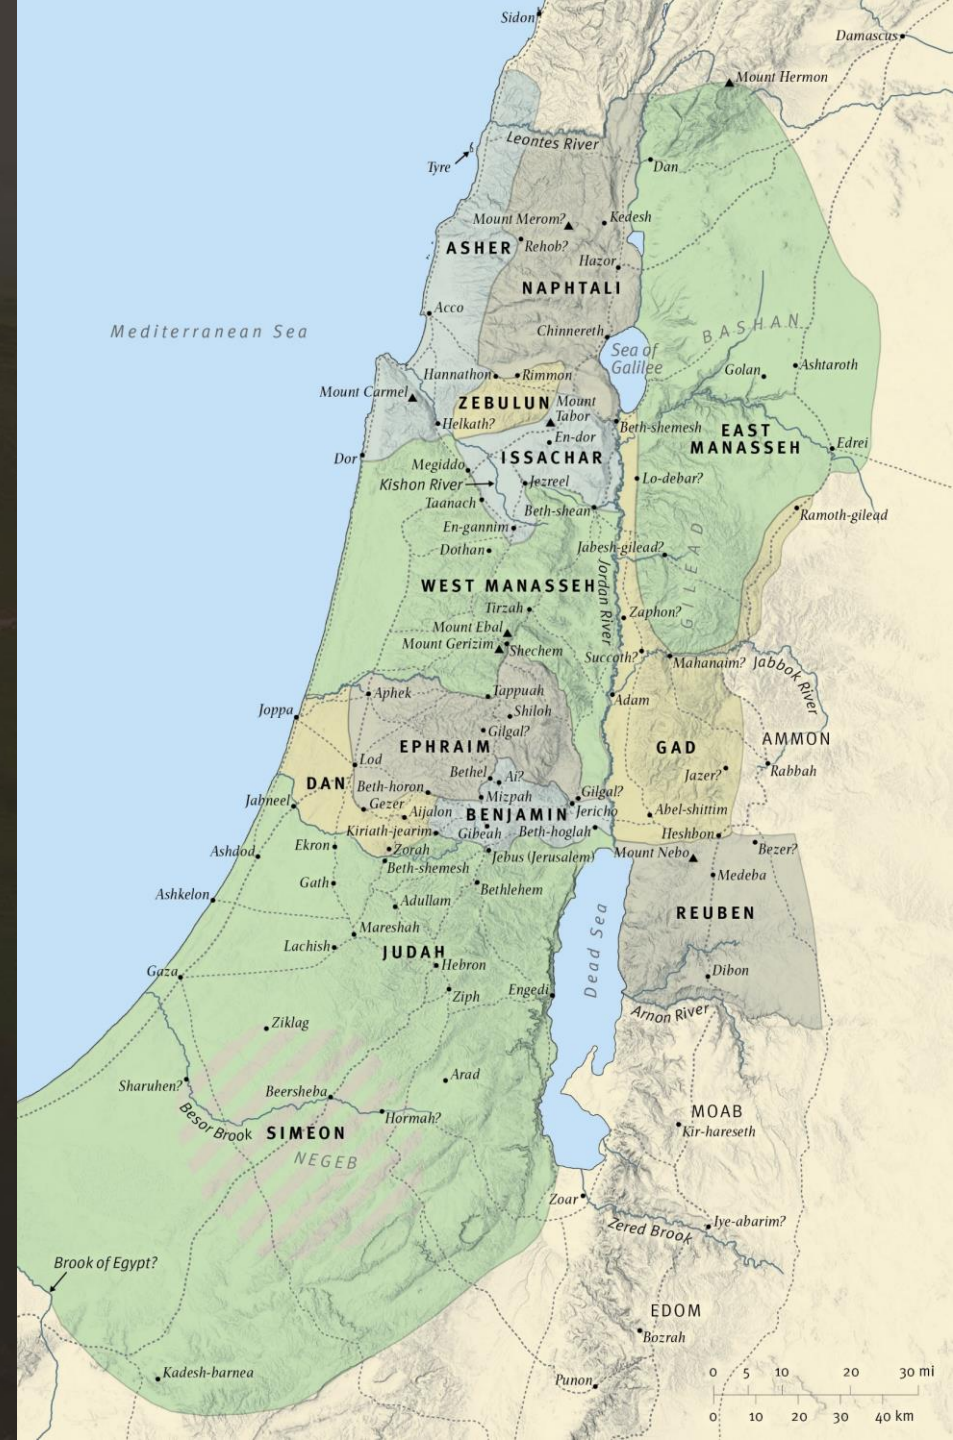 Sidon
Damascus
Mount Hermon
Leontes River
Tyre
Dan
Mount Merom?
Kedesh
ASHER
Rehob?
Hazor
NAPHTALI
Acco
Mediterranean Sea
Chinnereth
BASHAN
Sea of
Galilee
Golan
Ashtaroth
Hannathon
Rimmon
Mount Carmel
ZEBULUN
Mount
Tabor
Helkath?
Beth-shemesh
EAST
MANASSEH
En-dor
Edrei
Dor
ISSACHAR
Megiddo
Kishon River
Jezreel
Lo-debar?
Taanach
Beth-shean
Ramoth-gilead
En-gannim
Dothan
Jabesh-gilead?
GILEAD
WEST MANASSEH
Jordan River
Tirzah
Zaphon?
Mount Ebal
Mount Gerizim
Shechem
Succoth?
Mahanaim?
Jabbok
River
Aphek
Tappuah
Adam
Joppa
Shiloh
Gilgal?
EPHRAIM
GAD
AMMON
Lod
Bethel
Ai?
Jazer?
Rabbah
DAN
Beth-horon
Mizpah
Gilgal?
Jabneel
Gezer
Aijalon
BENJAMIN
Jericho
Abel-shittim
Kiriath-jearim
Gibeah
Beth-hoglah
Heshbon
Ekron
Zorah
Jebus (Jerusalem)
Mount Nebo
Bezer?
Ashdod
Beth-shemesh
Medeba
Gath
Bethlehem
Ashkelon
Adullam
REUBEN
Mareshah
Lachish
JUDAH
Hebron
Dead Sea
Gaza
Dibon
Ziph
Engedi
Arnon River
Ziklag
Sharuhen?
Arad
Beersheba
Hormah?
Besor Brook
SIMEON
MOAB
Kir-hareseth
NEGEB
Zoar
Zered Brook
Iye-abarim?
Brook of Egypt?
EDOM
Bozrah
Kadesh-barnea
Punon
0 5 10 20 30 mi
0 10 20 30 40 km